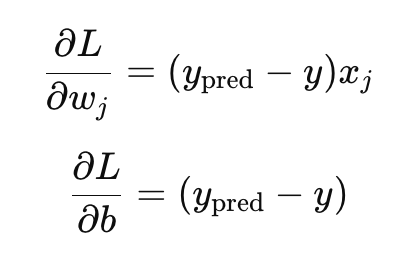 ∂L/∂w_j = (y_pred − y)x_j
∂L/∂b = (y_pred − y)